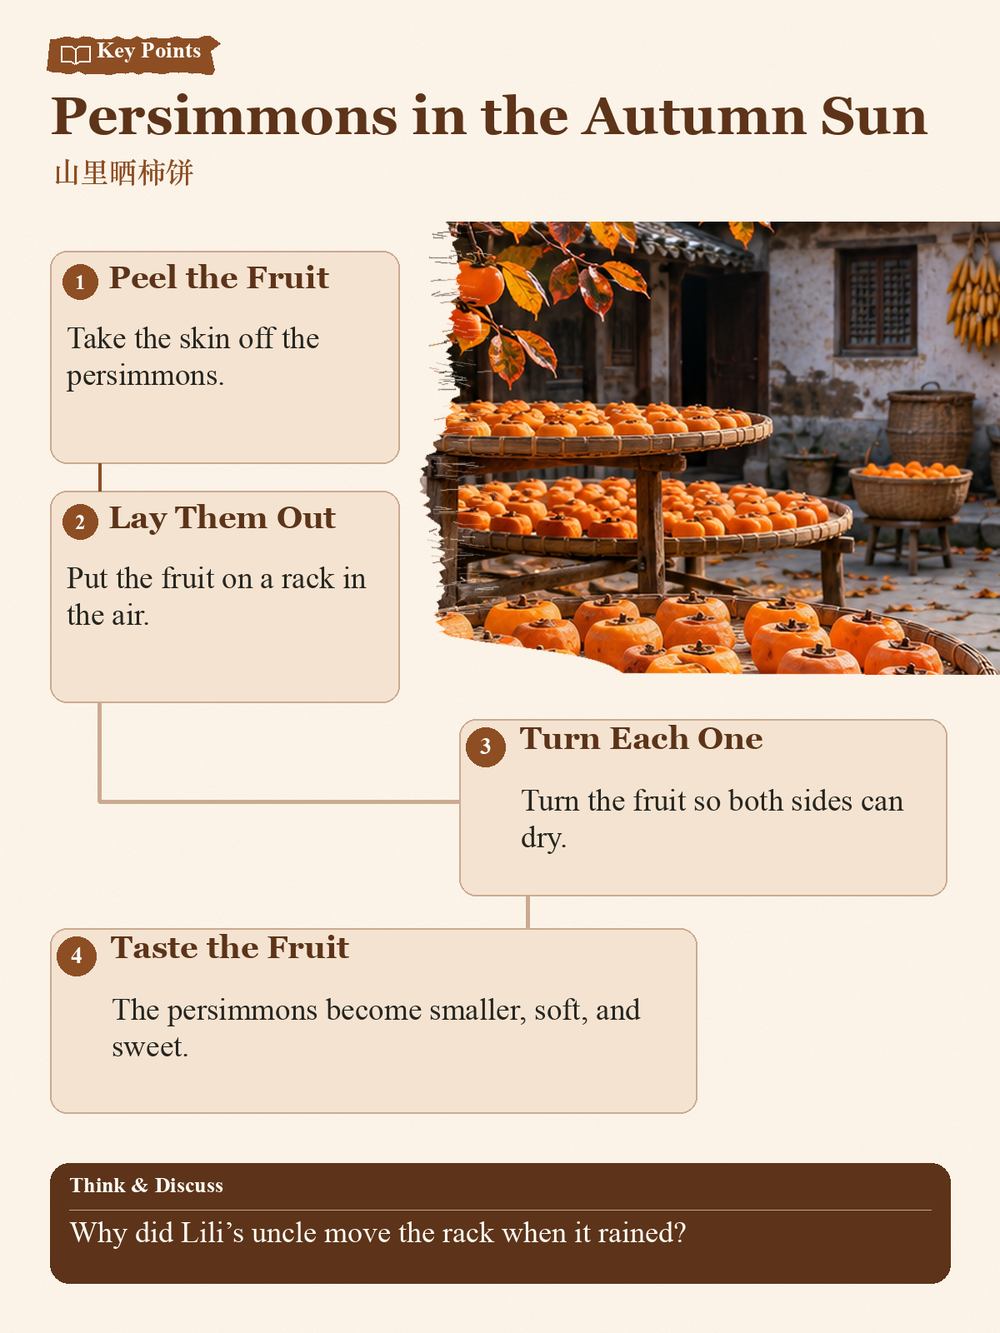 Key Points
Persimmons in the Autumn Sun
山里晒柿饼
1 Peel the Fruit
Take the skin off the
persimmons.
2 Lay Them Out
Put the fruit on a rack in
the air.
3 Turn Each One
Turn the fruit so both sides can
dry.
4 Taste the Fruit
The persimmons become smaller, soft, and
sweet.
Think & Discuss
Why did Lili’s uncle move the rack when it rained?